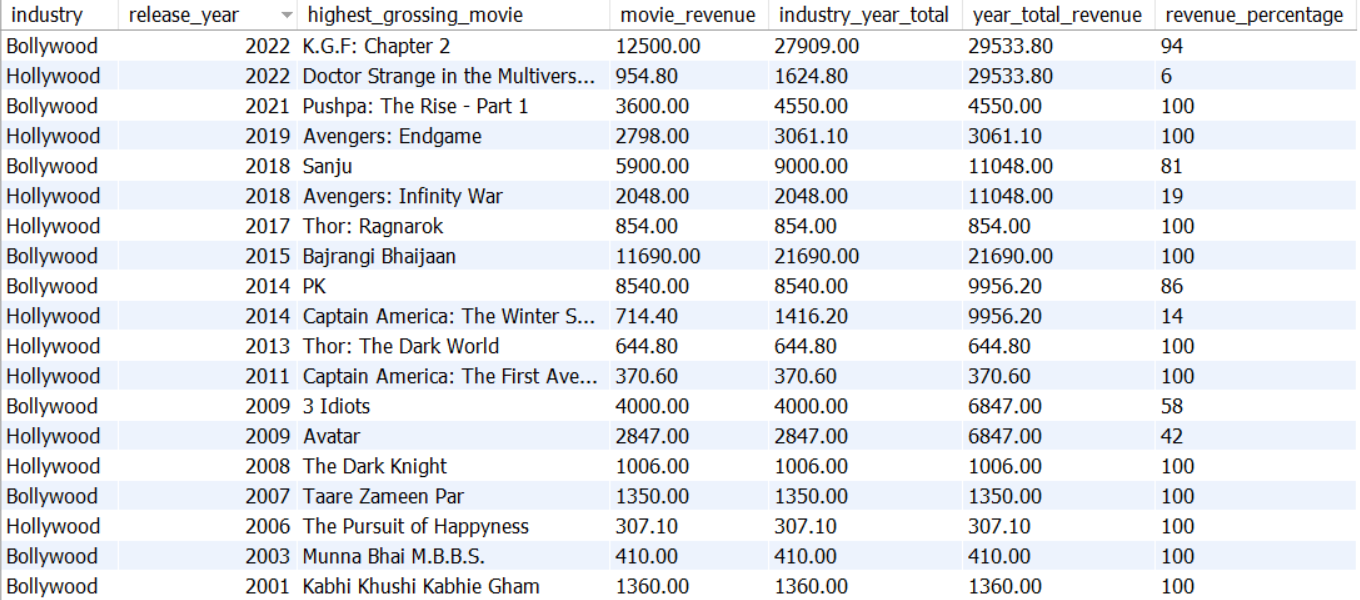 industry release_year highest_grossing_movie movie_revenue industry_year_total year_total_revenue revenue_percentage
Bollywood 2022 K.G.F: Chapter 2 12500.00 27909.00 29533.80 94
Hollywood 2022 Doctor Strange in the Multivers... 954.80 1624.80 29533.80 6
Bollywood 2021 Pushpa: The Rise - Part 1 3600.00 4550.00 4550.00 100
Hollywood 2019 Avengers: Endgame 2798.00 3061.10 3061.10 100
Bollywood 2018 Sanju 5900.00 9000.00 11048.00 81
Hollywood 2018 Avengers: Infinity War 2048.00 2048.00 11048.00 19
Hollywood 2017 Thor: Ragnarok 854.00 854.00 854.00 100
Bollywood 2015 Bajrangi Bhaijaan 11690.00 21690.00 21690.00 100
Bollywood 2014 PK 8540.00 8540.00 9956.20 86
Hollywood 2014 Captain America: The Winter S... 714.40 1416.20 9956.20 14
Hollywood 2013 Thor: The Dark World 644.80 644.80 644.80 100
Hollywood 2011 Captain America: The First Ave... 370.60 370.60 370.60 100
Bollywood 2009 3 Idiots 4000.00 4000.00 6847.00 58
Hollywood 2009 Avatar 2847.00 2847.00 6847.00 42
Hollywood 2008 The Dark Knight 1006.00 1006.00 1006.00 100
Bollywood 2007 Taare Zameen Par 1350.00 1350.00 1350.00 100
Hollywood 2006 The Pursuit of Happyness 307.10 307.10 307.10 100
Bollywood 2003 Munna Bhai M.B.B.S. 410.00 410.00 410.00 100
Bollywood 2001 Kabhi Khushi Kabhie Gham 1360.00 1360.00 1360.00 100